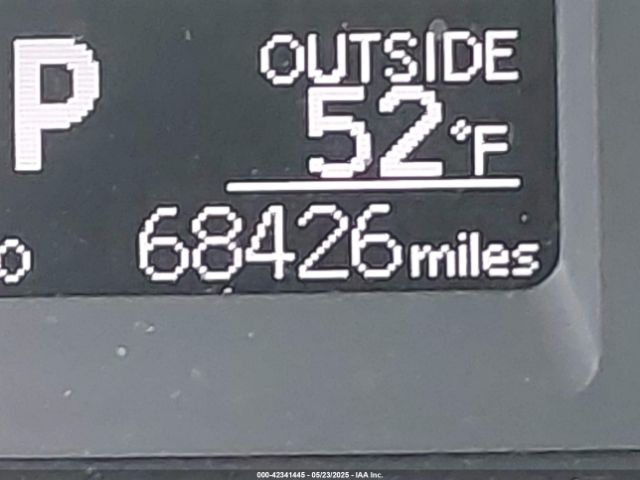 P
OUTSIDE
52°F
o
68426 miles
000-42341445 - 05/23/2025 - IAA Inc.